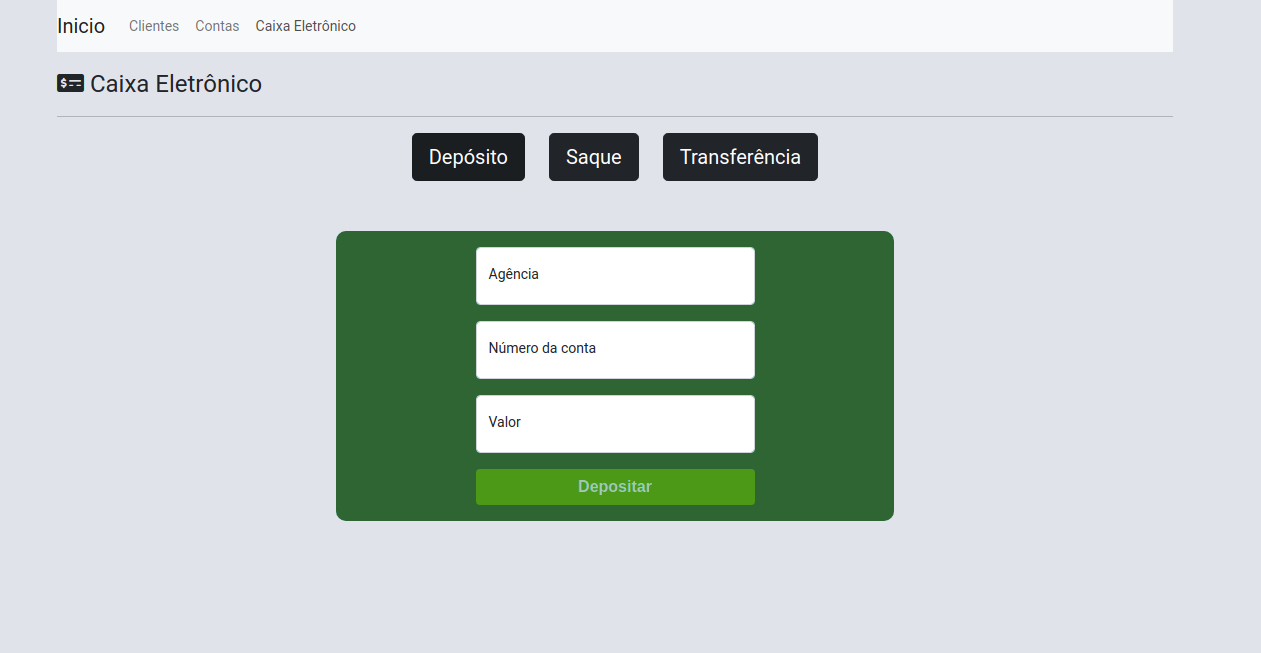 Inicio Clientes Contas Caixa Eletrônico
Caixa Eletrônico
Depósito Saque Transferência
Agência
Número da conta
Valor
Depositar